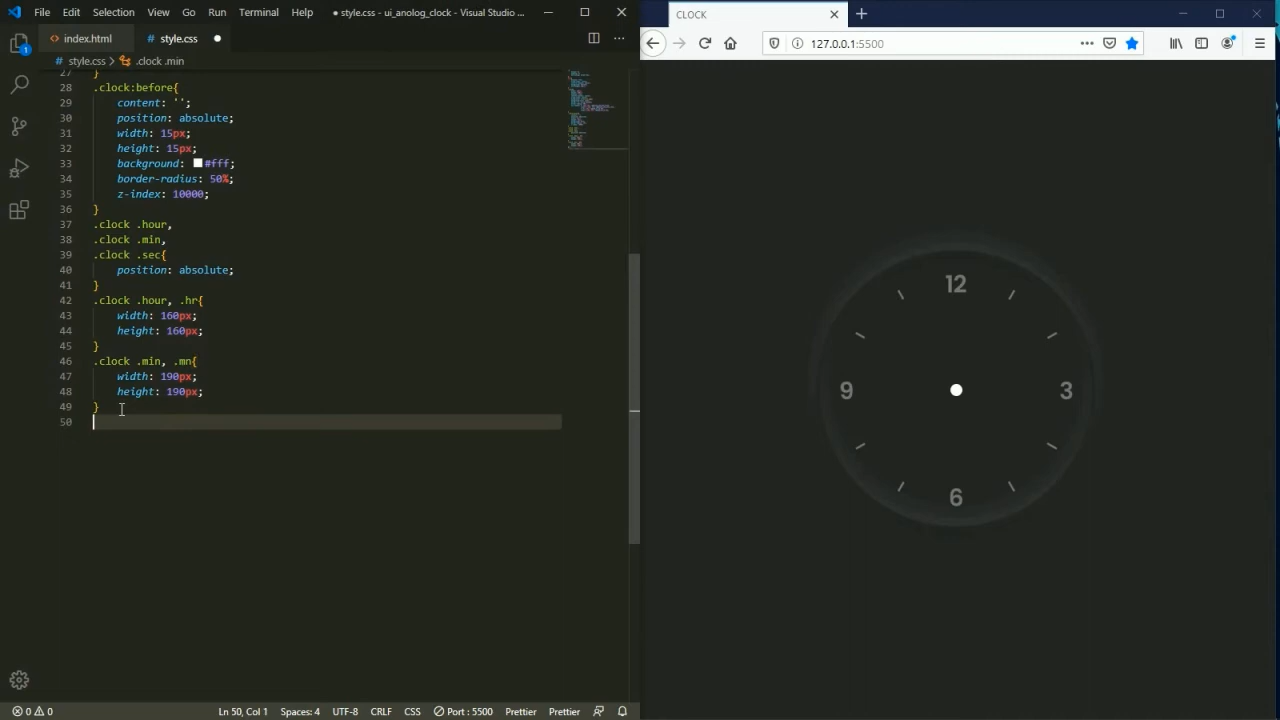 File Edit Selection View Go Run Terminal Help ● style.css - ui_anolog_clock - Visual Studio ...
index.html style.css ●
style.css > .clock .min
27 }
28 .clock:before{
29 content: '';
30 position: absolute;
31 width: 15px;
32 height: 15px;
33 background: #fff;
34 border-radius: 50%;
35 z-index: 10000;
36 }
37 .clock .hour,
38 .clock .min,
39 .clock .sec{
40 position: absolute;
41 }
42 .clock .hour, .hr{
43 width: 160px;
44 height: 160px;
45 }
46 .clock .min, .mn{
47 width: 190px;
48 height: 190px;
49 }
50
1
0 0 Ln 50, Col 1 Spaces: 4 UTF-8 CRLF CSS Port : 5500 Prettier Prettier
CLOCK
127.0.0.1:5500
12
9 3
6